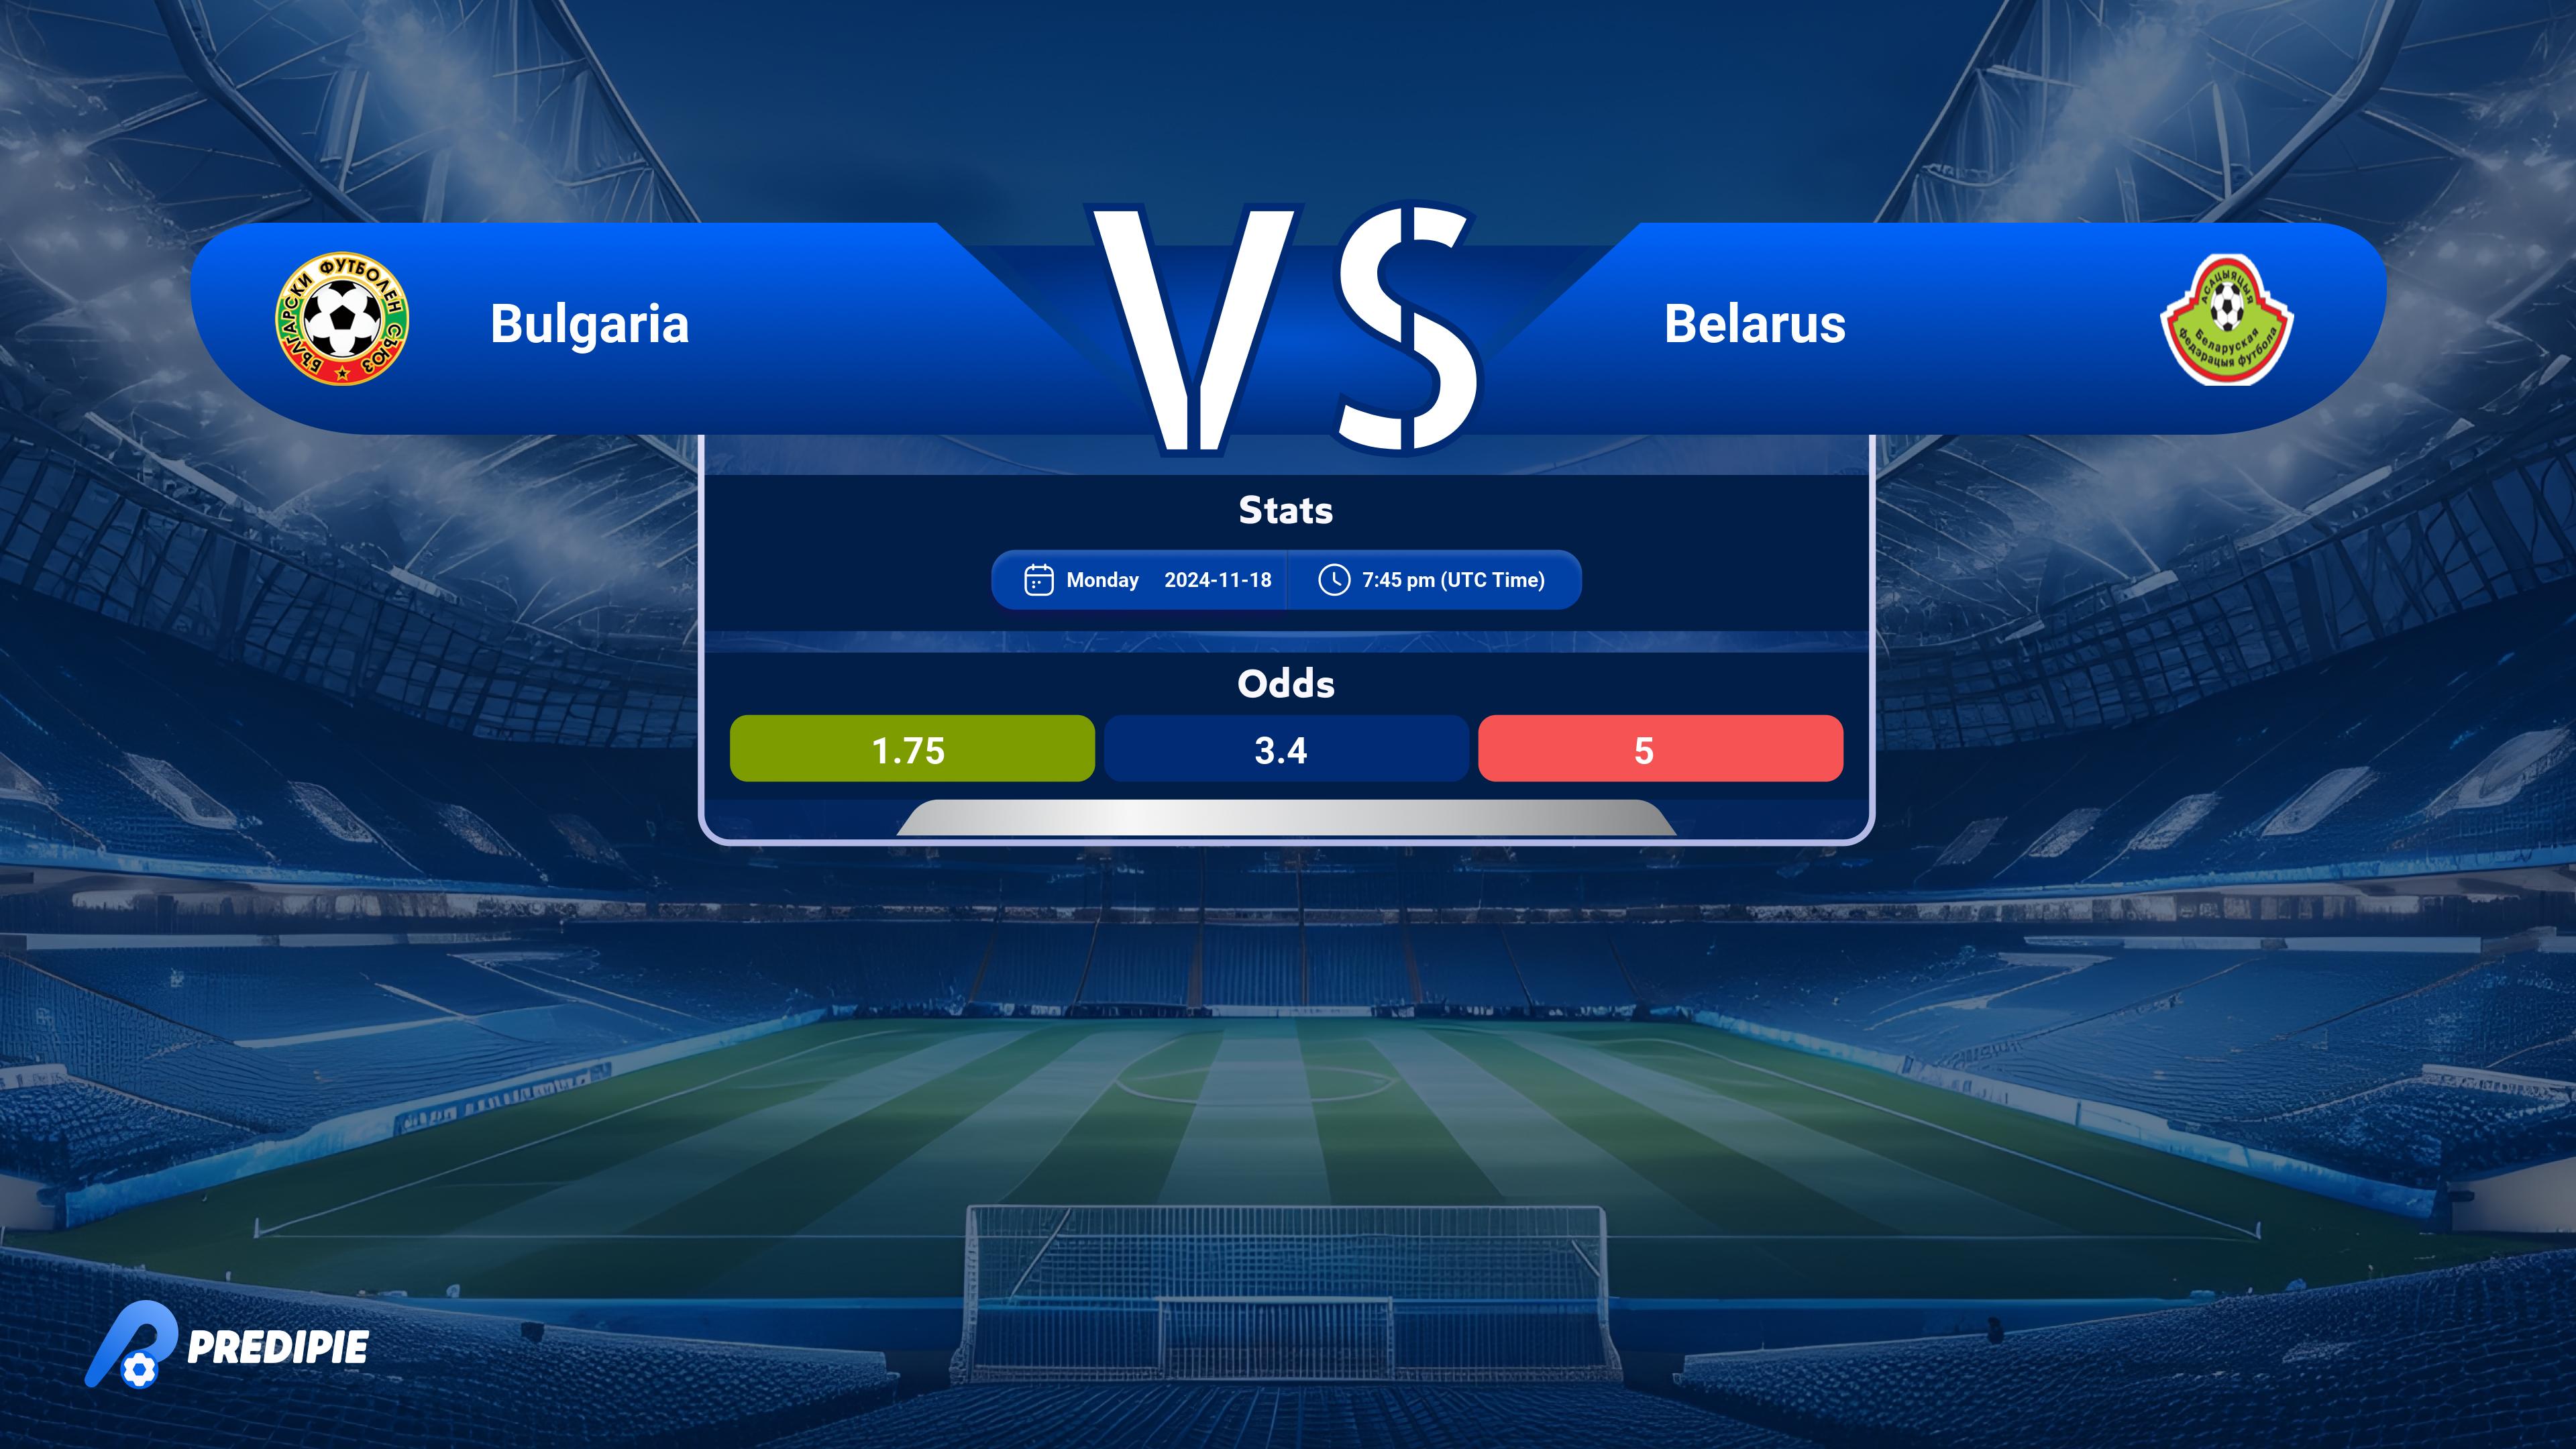 VS
БЪЛГАРСКИ ФУТБОЛЕН СЪЮЗ
Bulgaria
Belarus
АСАЦЫЯЦЫЯ
Беларуская
федэрацыя футбола
Stats
Monday 2024-11-18 7:45 pm (UTC Time)
Odds
1.75 3.4 5
PREDIPIE